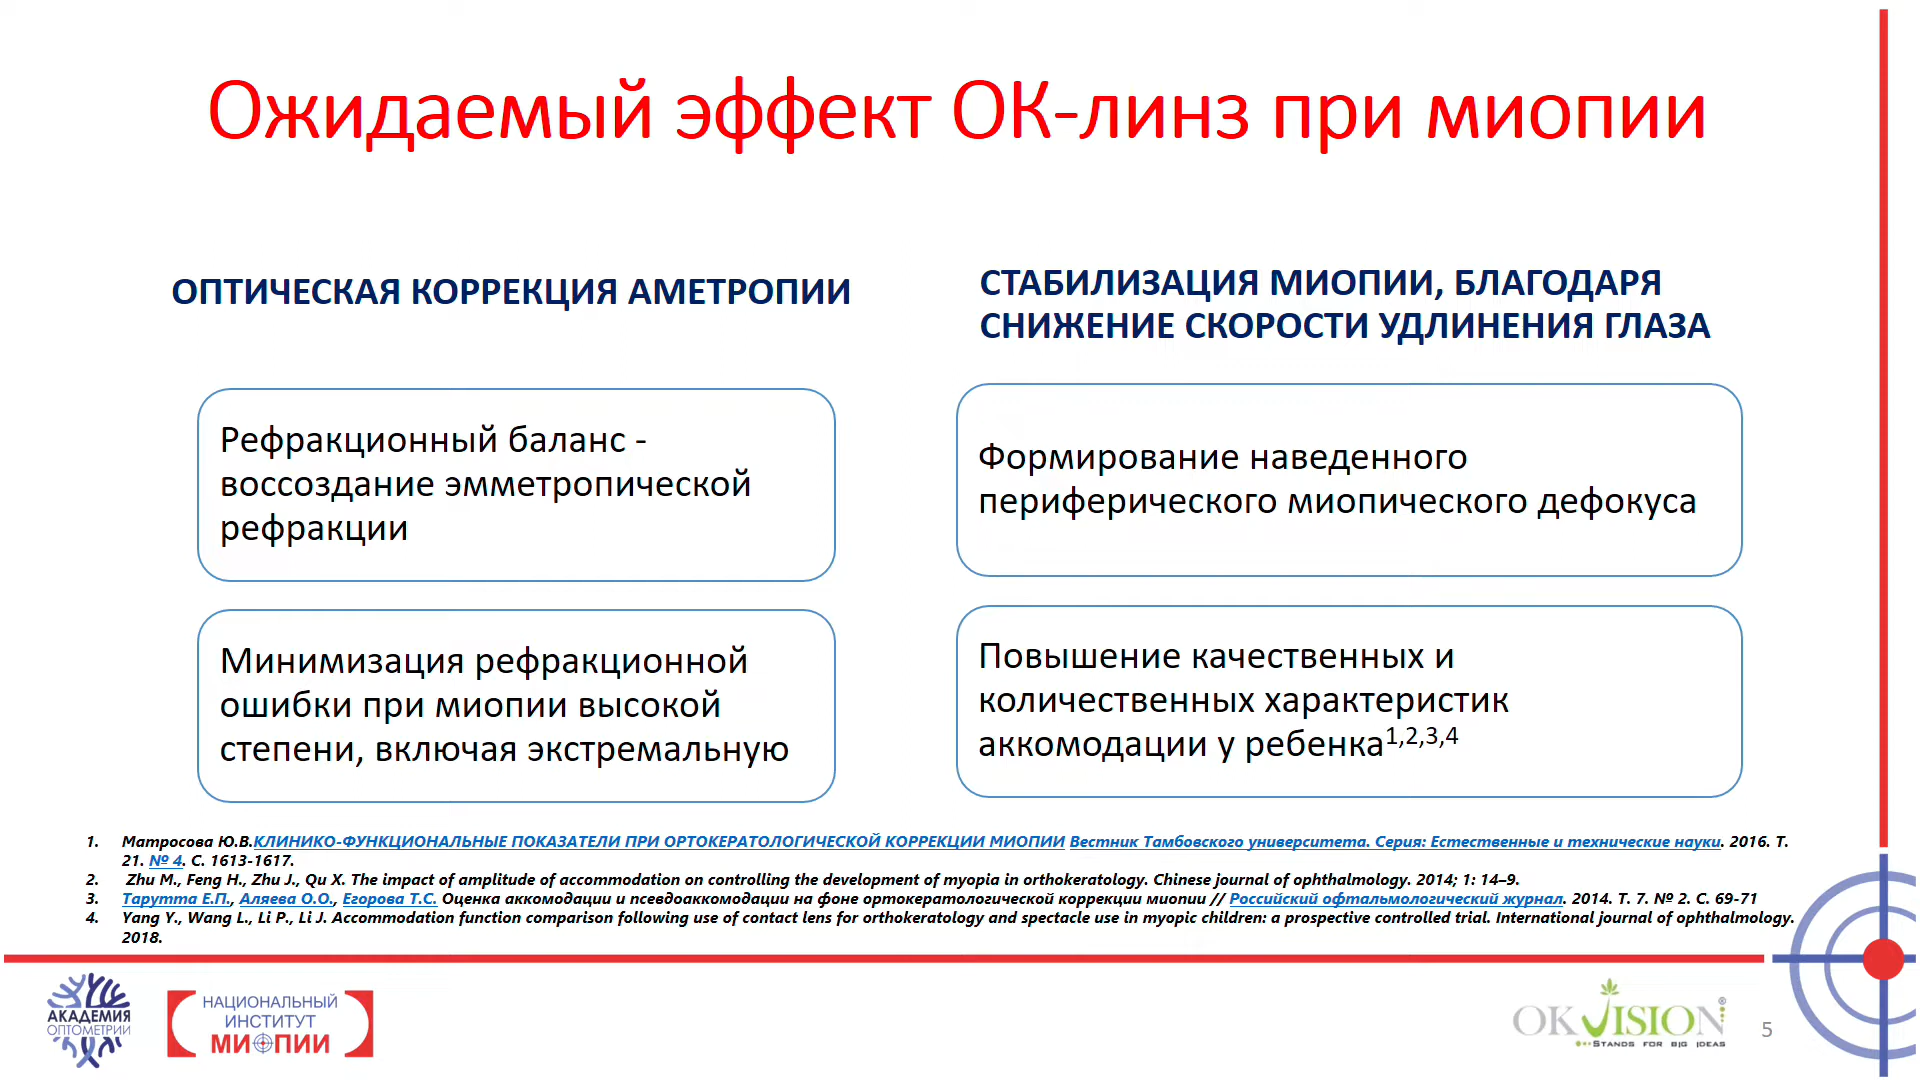 Ожидаемый эффект ОК-линз при миопии
ОПТИЧЕСКАЯ КОРРЕКЦИЯ АМЕТРОПИИ
Рефракционный баланс -
воссоздание эмметропической
рефракции
Минимизация рефракционной
ошибки при миопии высокой
степени, включая экстремальную
СТАБИЛИЗАЦИЯ МИОПИИ, БЛАГОДАРЯ
СНИЖЕНИЕ СКОРОСТИ УДЛИНЕНИЯ ГЛАЗА
Формирование наведенного
периферического миопического дефокуса
Повышение качественных и
количественных характеристик
аккомодации у ребенка1,2,3,4
1. Матросова Ю.В.КЛИНИКО-ФУНКЦИОНАЛЬНЫЕ ПОКАЗАТЕЛИ ПРИ ОРТОКЕРАТОЛОГИЧЕСКОЙ КОРРЕКЦИИ МИОПИИ Вестник Тамбовского университета. Серия: Естественные и технические науки. 2016. Т.
21. № 4. С. 1613-1617.
2. Zhu M., Feng H., Zhu J., Qu X. The impact of amplitude of accommodation on controlling the development of myopia in orthokeratology. Chinese journal of ophthalmology. 2014; 1: 14–9.
3. Тарутта Е.П., Аляева О.О., Егорова Т.С. Оценка аккомодации и псевдоаккомодации на фоне ортокератологической коррекции миопии // Российский офтальмологический журнал. 2014. Т. 7. № 2. С. 69-71
4. Yang Y., Wang L., Li P., Li J. Accommodation function comparison following use of contact lens for orthokeratology and spectacle use in myopic children: a prospective controlled trial. International journal of ophthalmology.
2018.
АКАДЕМИЯ
ОПТОМЕТРИИ
НАЦИОНАЛЬНЫЙ
ИНСТИТУТ
МИОПИИ
OK VISION®
STANDS FOR BIG IDEAS
5